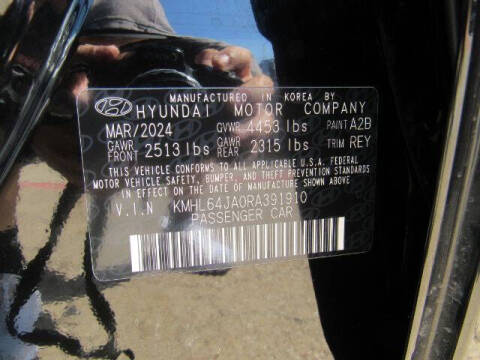 MANUFACTURED IN KOREA BY
HYUNDAI MOTOR COMPANY
MAR/2024 GVWR 4453 lbs PAINT A2B
GAWR FRONT 2513 lbs GAWR REAR 2315 lbs TRIM REY
THIS VEHICLE CONFORMS TO ALL APPLICABLE U.S.A. FEDERAL
MOTOR VEHICLE SAFETY, BUMPER, AND THEFT PREVENTION STANDARDS
IN EFFECT ON THE DATE OF MANUFACTURE SHOWN ABOVE.
V.I.N KMHL64JA0RA391910
PASSENGER CAR